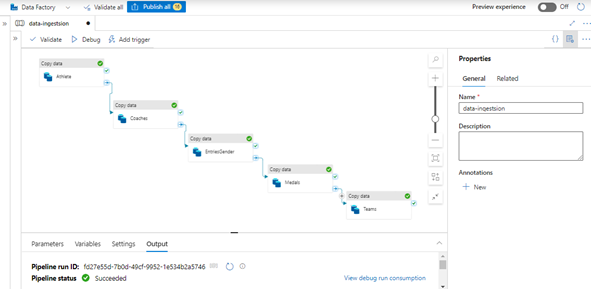 Data Factory
Validate all
Publish all
Preview experience
Off
data-ingestsion
Validate
Debug
Add trigger
Copy data
Athlete
Copy data
Coaches
Copy data
EntriesGender
Copy data
Medals
Copy data
Teams
Properties
General
Related
Name *
data-ingestsion
Description
Annotations
New
Parameters
Variables
Settings
Output
Pipeline run ID: fd27e55d-7b0d-49cf-9952-1e534b2a5746
Pipeline status Succeeded
View debug run consumption